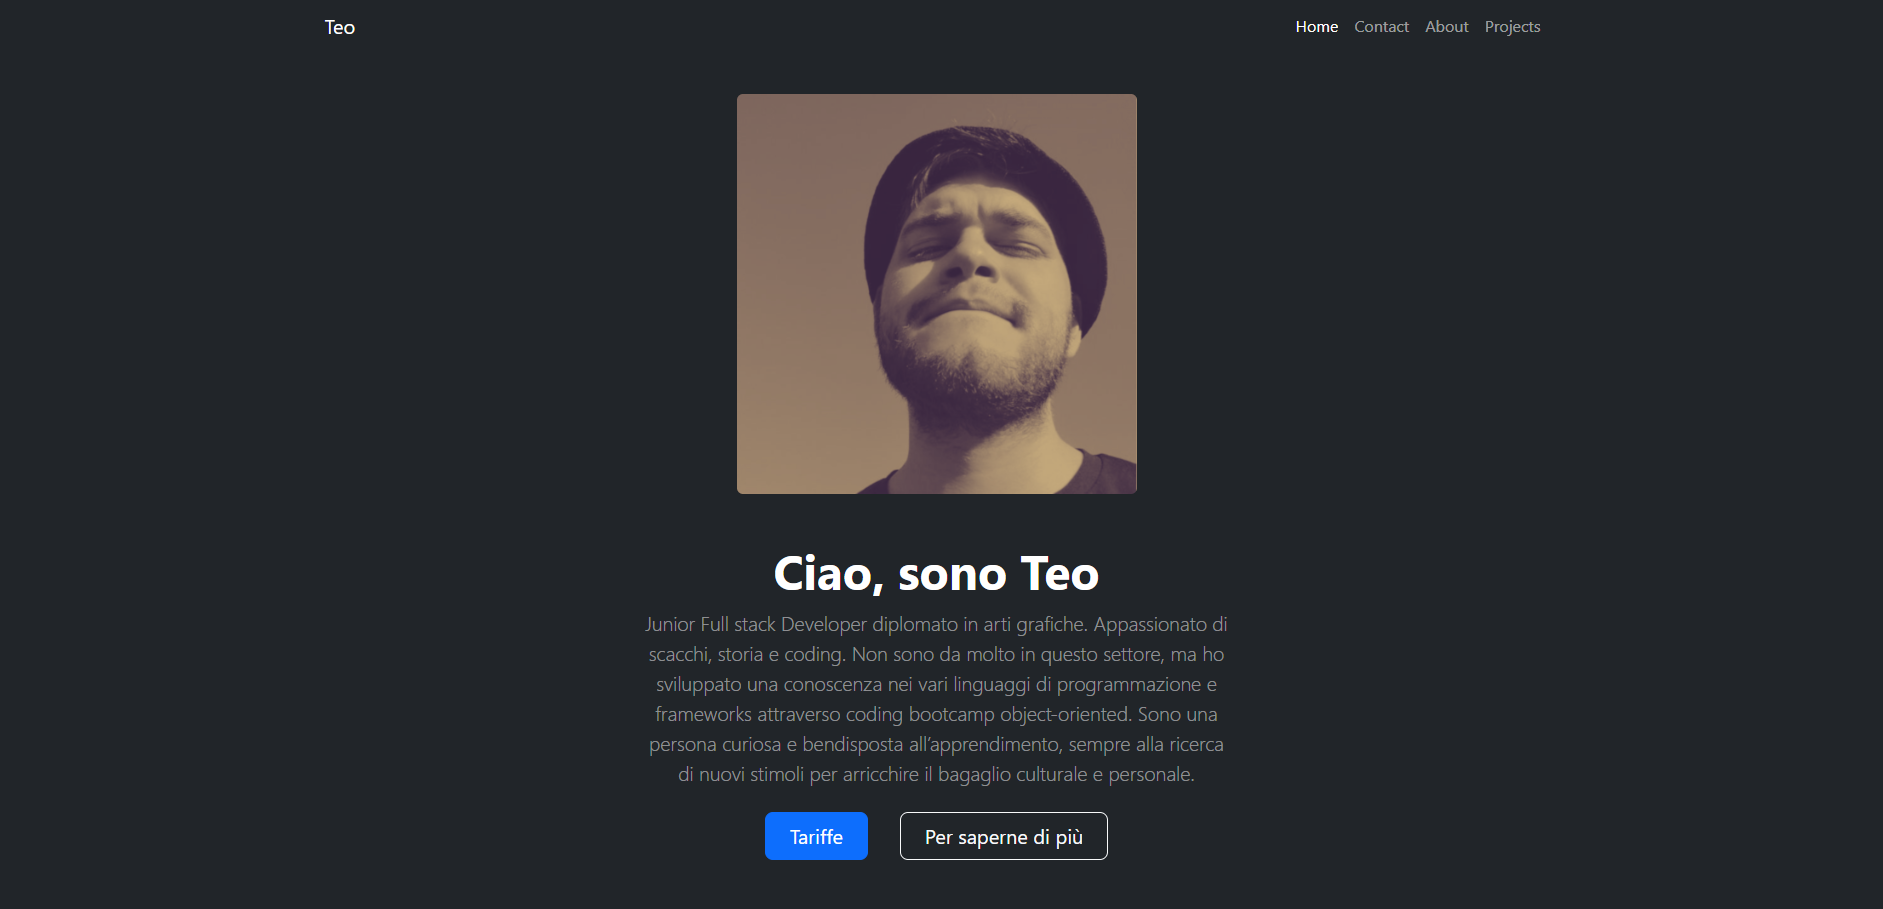 Teo
Home Contact About Projects
Ciao, sono Teo
Junior Full stack Developer diplomato in arti grafiche. Appassionato di
scacchi, storia e coding. Non sono da molto in questo settore, ma ho
sviluppato una conoscenza nei vari linguaggi di programmazione e
frameworks attraverso coding bootcamp object-oriented. Sono una
persona curiosa e bendisposta all’apprendimento, sempre alla ricerca
di nuovi stimoli per arricchire il bagaglio culturale e personale.
Tariffe
Per saperne di più